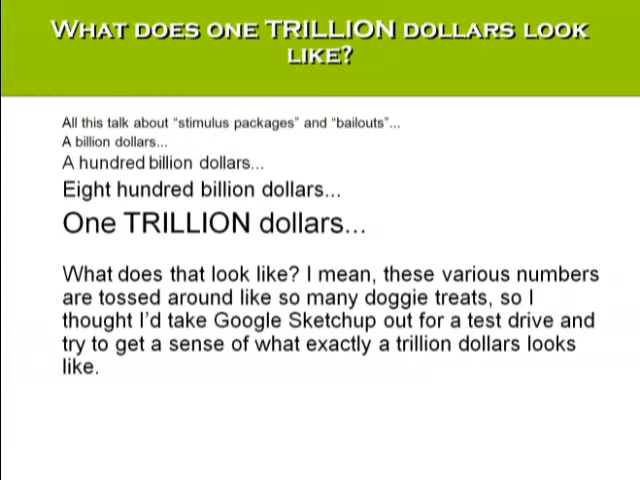 WHAT DOES ONE TRILLION DOLLARS LOOK
LIKE?
All this talk about “stimulus packages” and “bailouts”...
A billion dollars...
A hundred billion dollars...
Eight hundred billion dollars...
One TRILLION dollars...
What does that look like? I mean, these various numbers
are tossed around like so many doggie treats, so I
thought I’d take Google Sketchup out for a test drive and
try to get a sense of what exactly a trillion dollars looks
like.